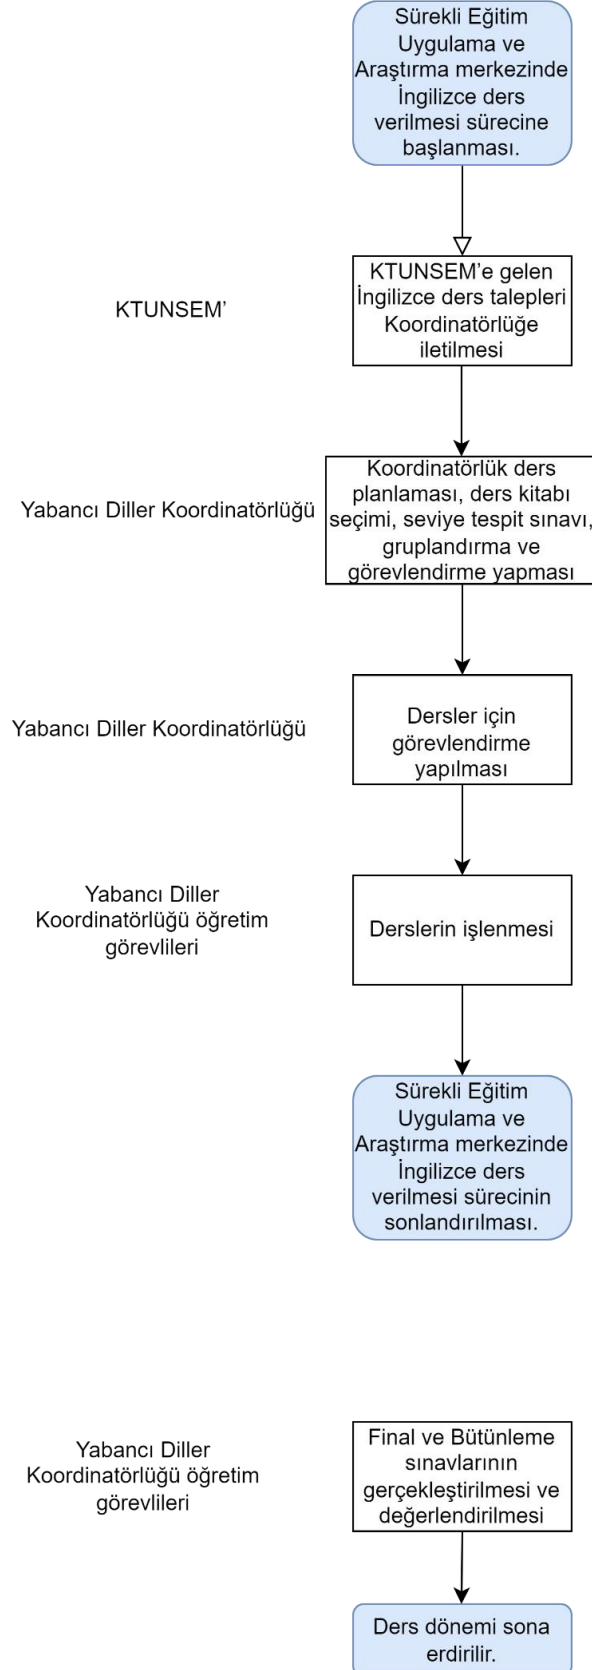 Sürekli Eğitim
Uygulama ve
Araştırma merkezinde
İngilizce ders
verilmesi sürecine
başlanması.
KTUNSEM'
KTUNSEM'e gelen
İngilizce ders talepleri
Koordinatörlüğe
iletilmesi
Yabancı Diller Koordinatörlüğü
Koordinatörlük ders
planlaması, ders kitabı
seçimi, seviye tespit sınavı,
gruplandırma ve
görevlendirme yapması
Yabancı Diller Koordinatörlüğü
Dersler için
görevlendirme
yapılması
Yabancı Diller
Koordinatörlüğü öğretim
görevlileri
Derslerin işlenmesi
Sürekli Eğitim
Uygulama ve
Araştırma merkezinde
İngilizce ders
verilmesi sürecinin
sonlandırılması.
Yabancı Diller
Koordinatörlüğü öğretim
görevlileri
Final ve Bütünleme
sınavlarının
gerçekleştirilmesi ve
değerlendirilmesi
Ders dönemi sona
erdirilir.